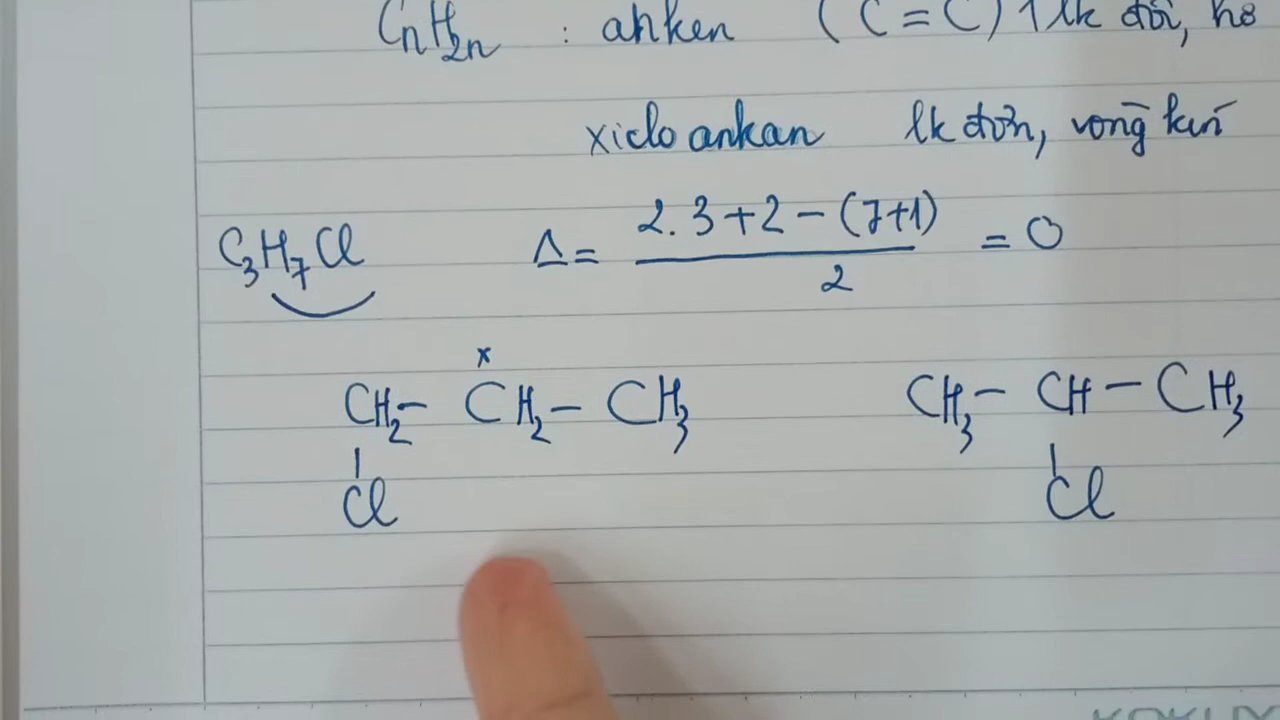 CnH2n : anken (C=C) 1 lk đôi, hở
xicloankan lk đơn, vòng kín
C3H7Cl Δ = 2.3+2-(7+1) / 2 = 0
x
CH2- CH2- CH3 CH3- CH - CH3
Cl Cl